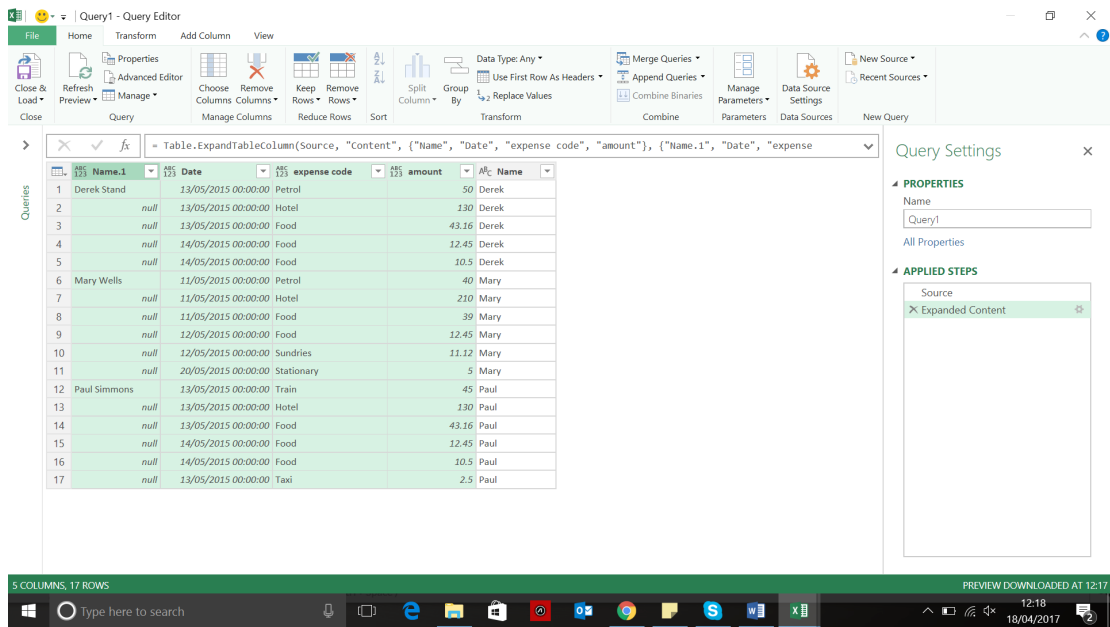 Query1 - Query Editor
File Home Transform Add Column View
Close & Load
Refresh Preview
Properties
Advanced Editor
Manage
Choose Columns
Remove Columns
Keep Rows
Remove Rows
A Z
Z A
Split Column
Group By
Data Type: Any
Use First Row As Headers
1 2 Replace Values
Merge Queries
Append Queries
Combine Binaries
Manage Parameters
Data Source Settings
New Source
Recent Sources
Close Query Manage Columns Reduce Rows Sort Transform Combine Parameters Data Sources New Query
fx = Table.ExpandTableColumn(Source, "Content", {"Name", "Date", "expense code", "amount"}, {"Name.1", "Date", "expense
Queries
ABC 123 Name.1 ABC 123 Date ABC 123 expense code ABC 123 amount ABC Name
1 Derek Stand 13/05/2015 00:00:00 Petrol 50 Derek
2 null 13/05/2015 00:00:00 Hotel 130 Derek
3 null 13/05/2015 00:00:00 Food 43.16 Derek
4 null 14/05/2015 00:00:00 Food 12.45 Derek
5 null 14/05/2015 00:00:00 Food 10.5 Derek
6 Mary Wells 11/05/2015 00:00:00 Petrol 40 Mary
7 null 11/05/2015 00:00:00 Hotel 210 Mary
8 null 11/05/2015 00:00:00 Food 39 Mary
9 null 12/05/2015 00:00:00 Food 12.45 Mary
10 null 12/05/2015 00:00:00 Sundries 11.12 Mary
11 null 20/05/2015 00:00:00 Stationary 5 Mary
12 Paul Simmons 13/05/2015 00:00:00 Train 45 Paul
13 null 13/05/2015 00:00:00 Hotel 130 Paul
14 null 13/05/2015 00:00:00 Food 43.16 Paul
15 null 14/05/2015 00:00:00 Food 12.45 Paul
16 null 14/05/2015 00:00:00 Food 10.5 Paul
17 null 13/05/2015 00:00:00 Taxi 2.5 Paul
Query Settings
PROPERTIES
Name
Query1
All Properties
APPLIED STEPS
Source
Expanded Content
5 COLUMNS, 17 ROWS PREVIEW DOWNLOADED AT 12:17
Type here to search
12:18
18/04/2017
2